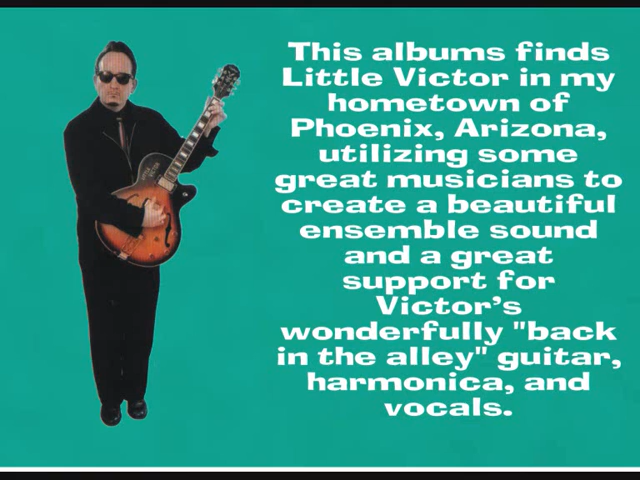 This albums finds
Little Victor in my
hometown of
Phoenix, Arizona,
utilizing some
great musicians to
create a beautiful
ensemble sound
and a great
support for
Victor's
wonderfully "back
in the alley" guitar,
harmonica, and
vocals.